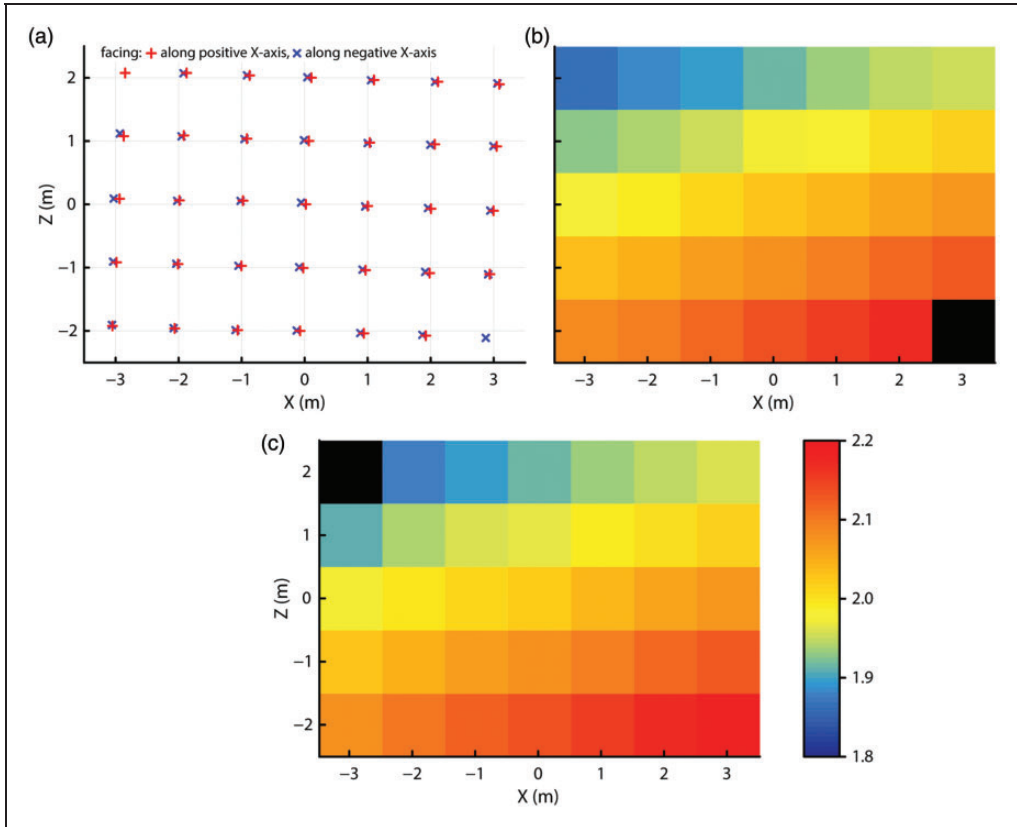 (a)
facing: + along positive X-axis, × along negative X-axis
2
1
0
−1
−2
Z (m)
−3 −2 −1 0 1 2 3
X (m)
(b)
−3 −2 −1 0 1 2 3
X (m)
(c)
2
1
0
−1
−2
Z (m)
−3 −2 −1 0 1 2 3
X (m)
2.2
2.1
2.0
1.9
1.8